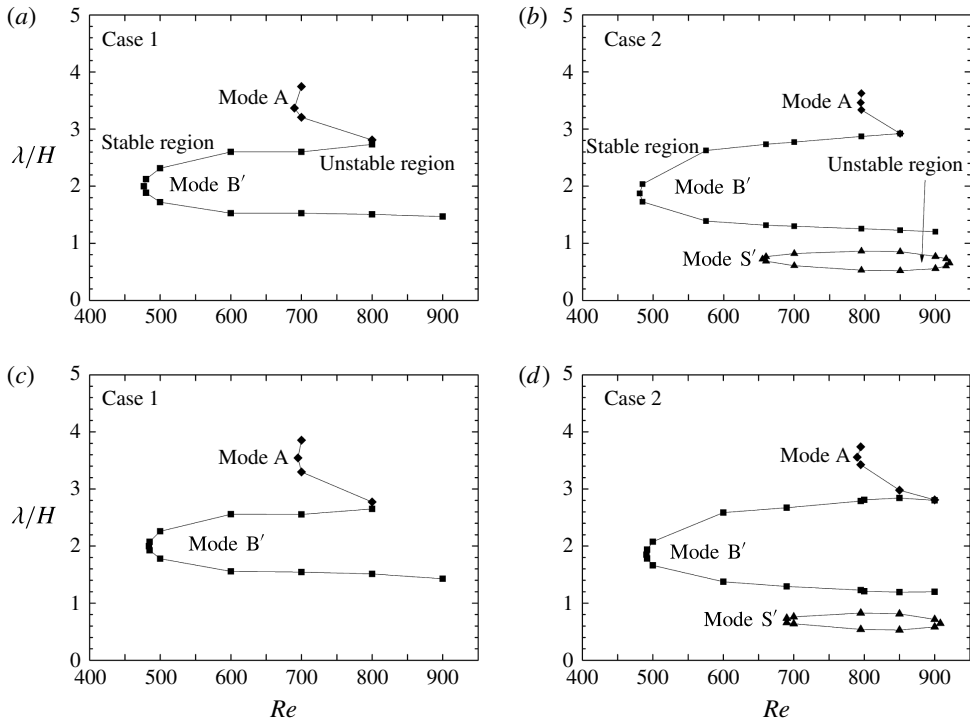 (a)
Case 1
5
4
3
2
1
0
λ/H
Mode A
Stable region
Unstable region
Mode B′
400 500 600 700 800 900
(b)
Case 2
5
4
3
2
1
0
Mode A
Stable region
Unstable region
Mode B′
Mode S′
400 500 600 700 800 900
(c)
Case 1
5
4
3
2
1
0
λ/H
Mode A
Mode B′
400 500 600 700 800 900
Re
(d)
Case 2
5
4
3
2
1
0
Mode A
Mode B′
Mode S′
400 500 600 700 800 900
Re